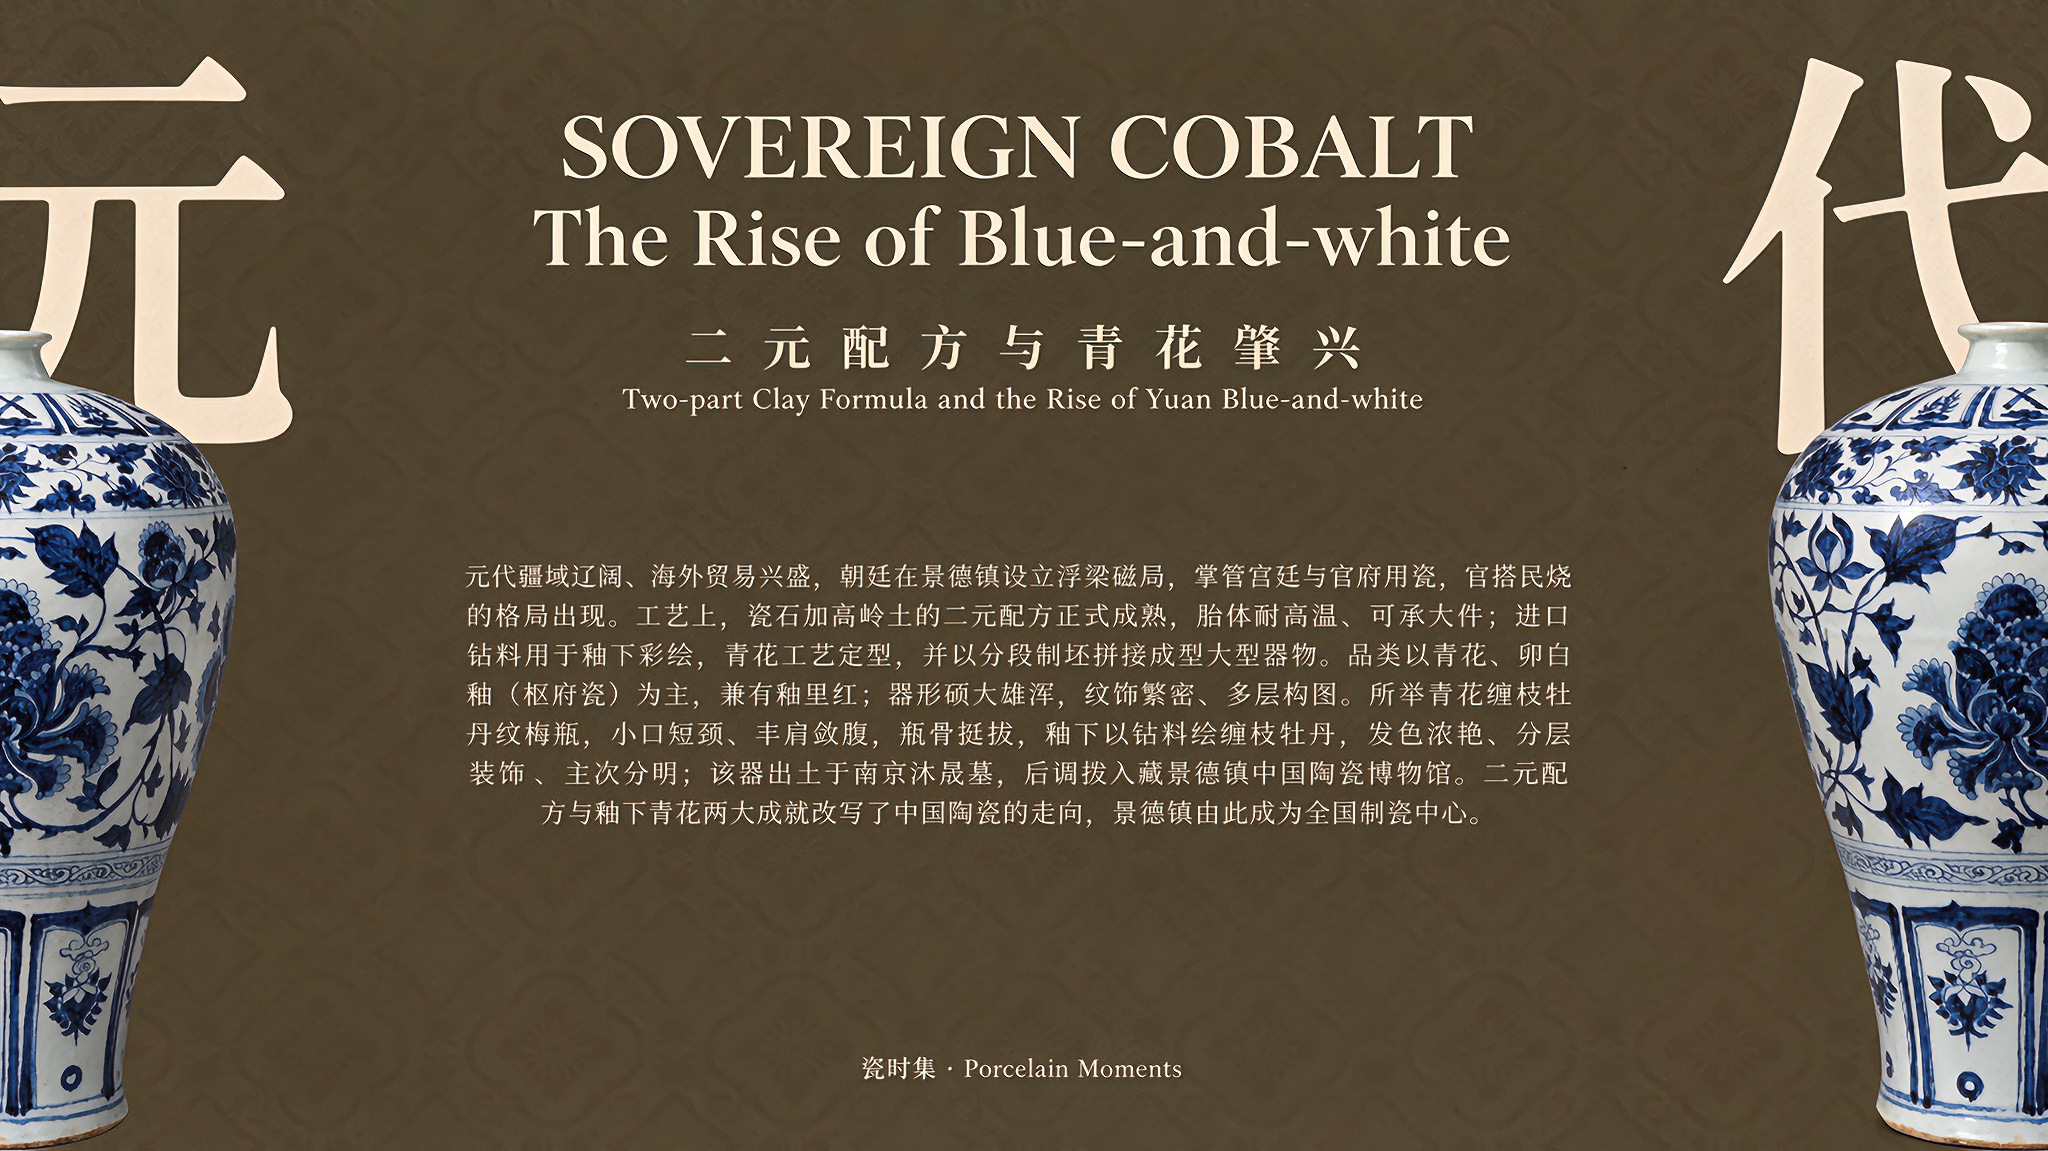 元代
SOVEREIGN COBALT
The Rise of Blue-and-white
二元配方与青花肇兴
Two-part Clay Formula and the Rise of Yuan Blue-and-white
元代疆域辽阔、海外贸易兴盛，朝廷在景德镇设立浮梁磁局，掌管宫廷与官府用瓷，官搭民烧
的格局出现。工艺上，瓷石加高岭土的二元配方正式成熟，胎体耐高温、可承大件；进口
钴料用于釉下彩绘，青花工艺定型，并以分段制坯拼接成型大型器物。品类以青花、卵白
釉（枢府瓷）为主，兼有釉里红；器形硕大雄浑，纹饰繁密、多层构图。所举青花缠枝牡
丹纹梅瓶，小口短颈、丰肩敛腹，瓶骨挺拔，釉下以钴料绘缠枝牡丹，发色浓艳、分层
装饰、主次分明；该器出土于南京沐晟墓，后调拨入藏景德镇中国陶瓷博物馆。二元配
方与釉下青花两大成就改写了中国陶瓷的走向，景德镇由此成为全国制瓷中心。
瓷时集 · Porcelain Moments